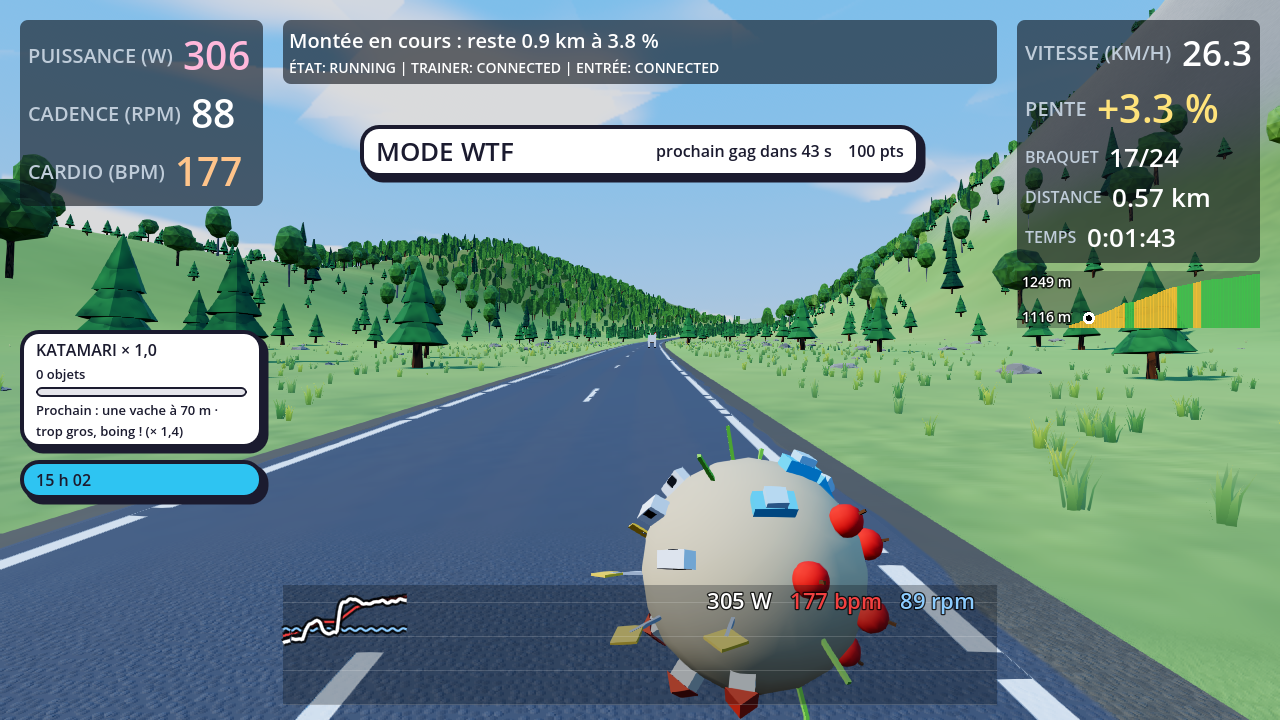 PUISSANCE (W) 306
CADENCE (RPM) 88
CARDIO (BPM) 177
Montée en cours : reste 0.9 km à 3.8 %
ÉTAT: RUNNING | TRAINER: CONNECTED | ENTRÉE: CONNECTED
MODE WTF prochain gag dans 43 s 100 pts
VITESSE (KM/H) 26.3
PENTE +3.3 %
BRAQUET 17/24
DISTANCE 0.57 km
TEMPS 0:01:43
1249 m
1116 m
KATAMARI × 1,0
0 objets
Prochain : une vache à 70 m ·
trop gros, boing ! (× 1,4)
15 h 02
305 W 177 bpm 89 rpm